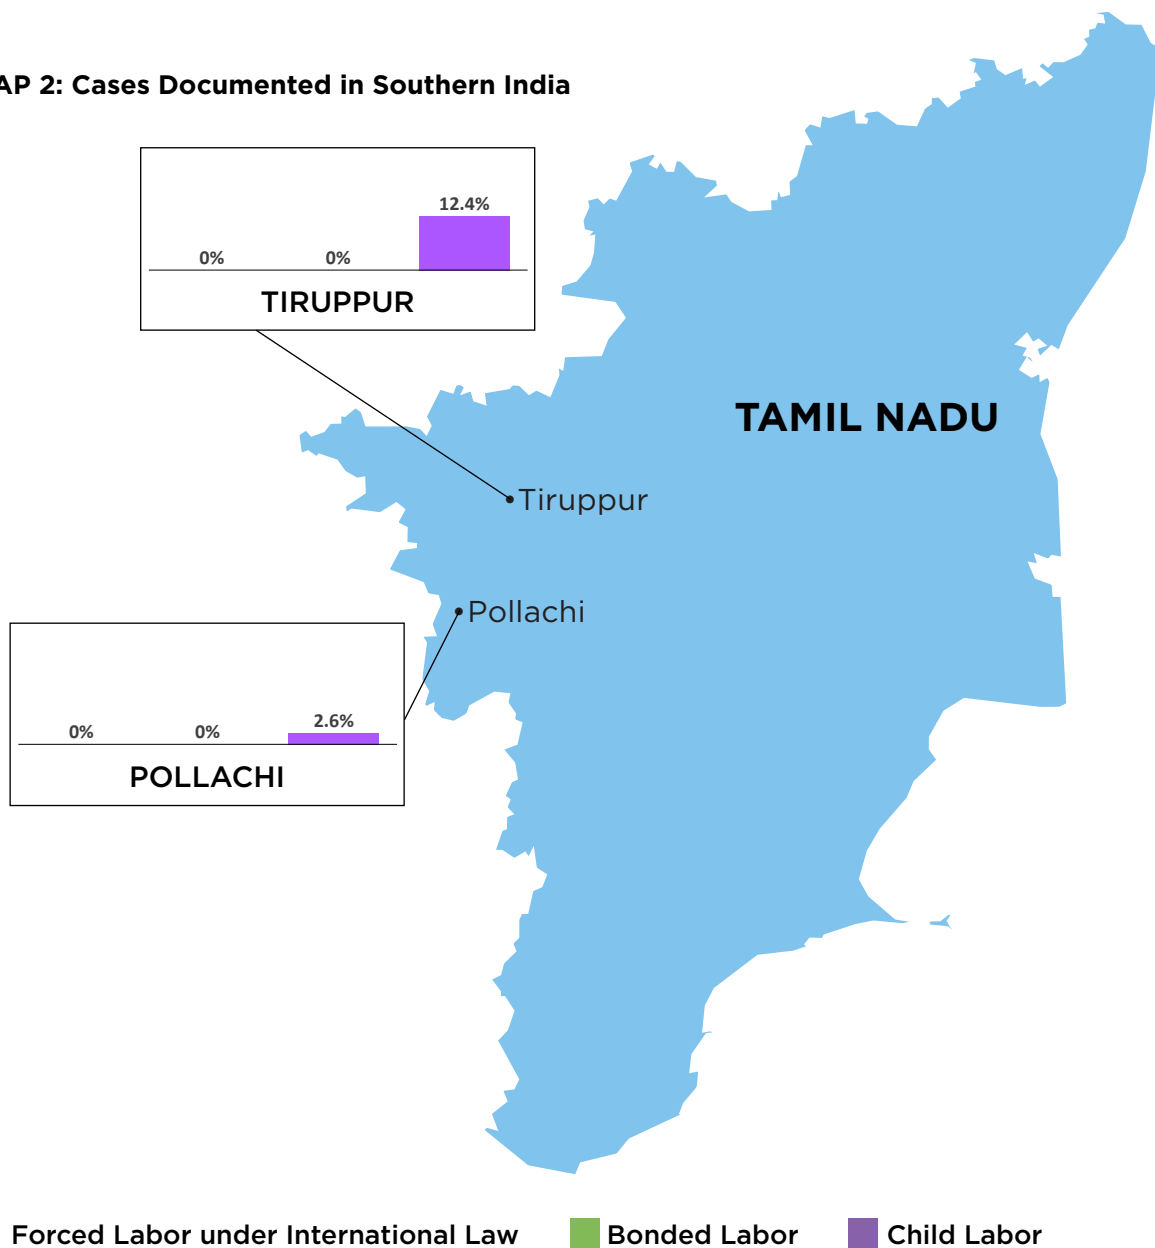 AP 2: Cases Documented in Southern India
12.4%
0%
0%
TIRUPPUR
TAMIL NADU
Tiruppur
Pollachi
0%
0%
2.6%
POLLACHI
Forced Labor under International Law
Bonded Labor
Child Labor